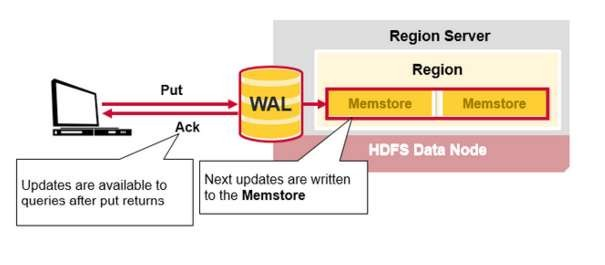 Region Server
Region
Put
WAL
Memstore
Memstore
Ack
HDFS Data Node
Updates are available to
queries after put returns
Next updates are written
to the Memstore